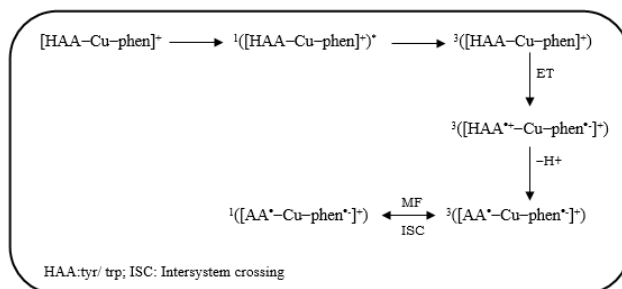 [HAA–Cu–phen]⁺ ¹([HAA–Cu–phen]⁺)* ³([HAA–Cu–phen]⁺)
ET
³([HAA•⁺–Cu–phen•-]⁺)
–H+
¹([AA•–Cu–phen•-]⁺) MF ³([AA•–Cu–phen•-]⁺)
ISC
HAA:tyr/ trp; ISC: Intersystem crossing